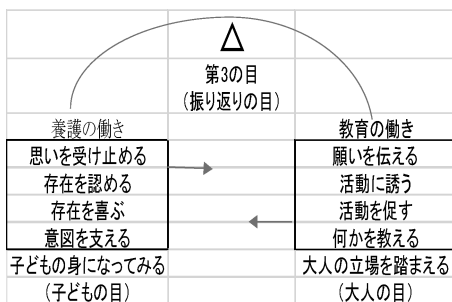 △
第3の目
（振り返りの目）
養護の働き
教育の働き
思いを受け止める
願いを伝える
存在を認める
活動に誘う
存在を喜ぶ
活動を促す
意図を支える
何かを教える
子どもの身になってみる
大人の立場を踏まえる
（子どもの目）
（大人の目）